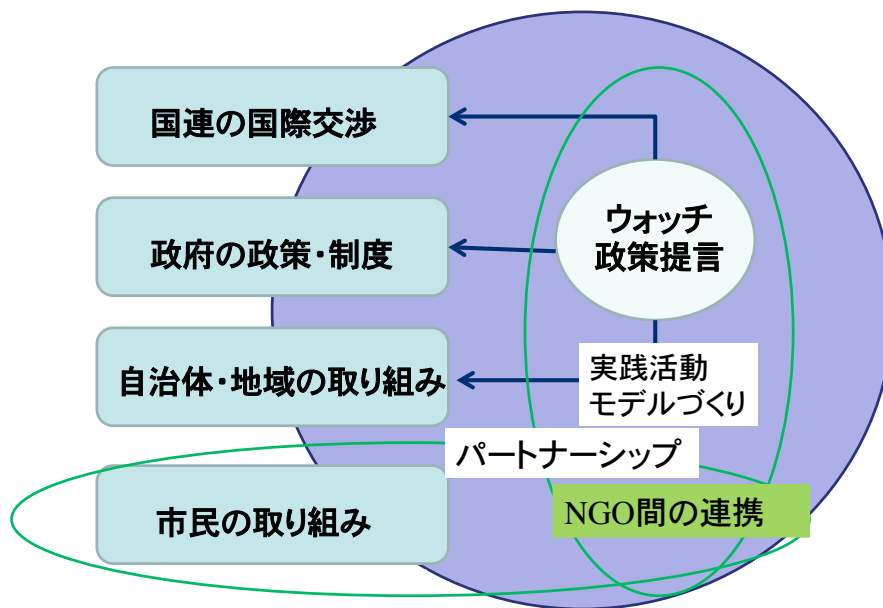 国連の国際交渉
政府の政策・制度
自治体・地域の取り組み
市民の取り組み
ウォッチ
政策提言
実践活動
モデルづくり
パートナーシップ
NGO間の連携